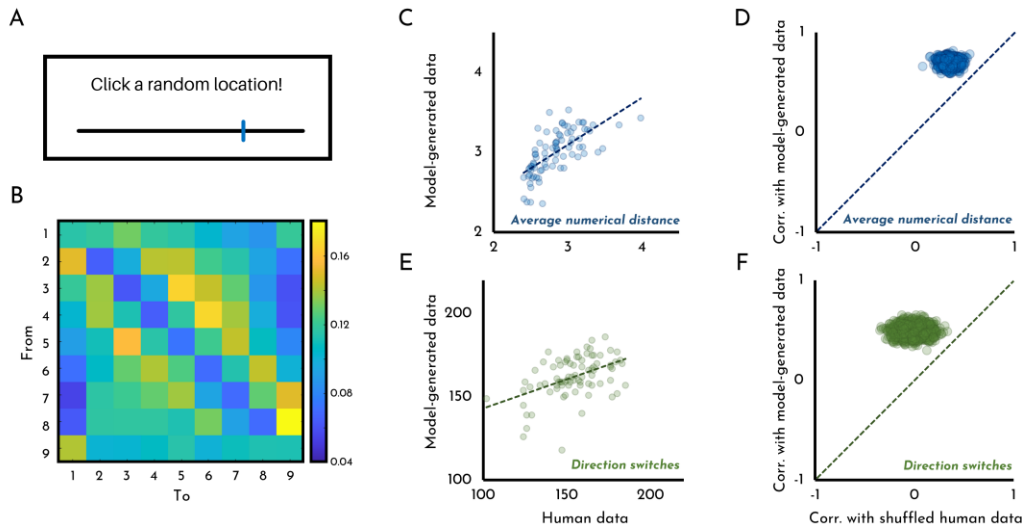 A
Click a random location!
B
1
2
3
4
5
6
7
8
9
From
1 2 3 4 5 6 7 8 9
To
0.16
0.12
0.08
0.04
C
Model-generated data
4
3
2
2 3 4
Average numerical distance
D
Corr. with model-generated data
1
0
-1
-1 0 1
Average numerical distance
E
Model-generated data
200
150
100
100 150 200
Direction switches
Human data
F
Corr. with model-generated data
1
0
-1
-1 0 1
Direction switches
Corr. with shuffled human data